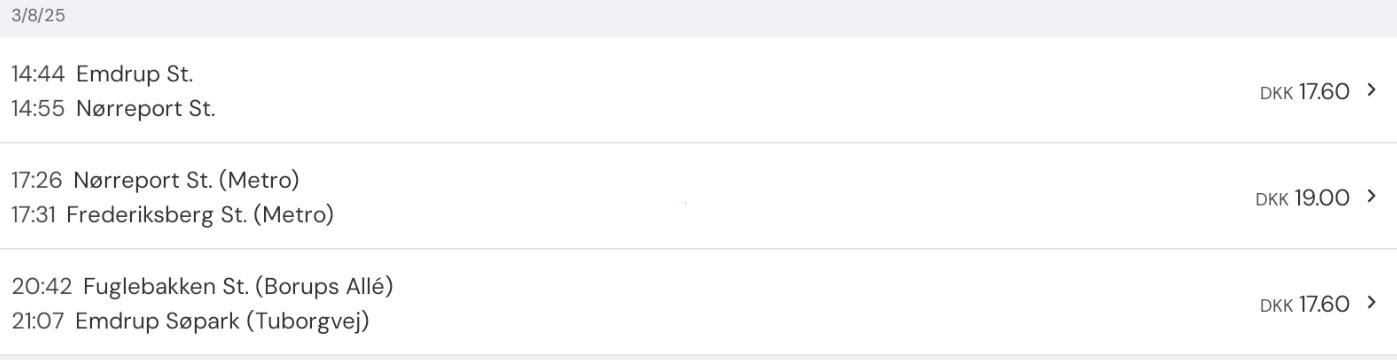 3/8/25
14:44 Emdrup St.
14:55 Nørreport St.
DKK 17.60
17:26 Nørreport St. (Metro)
17:31 Frederiksberg St. (Metro)
DKK 19.00
20:42 Fuglebakken St. (Borups Allé)
21:07 Emdrup Søpark (Tuborgvej)
DKK 17.60